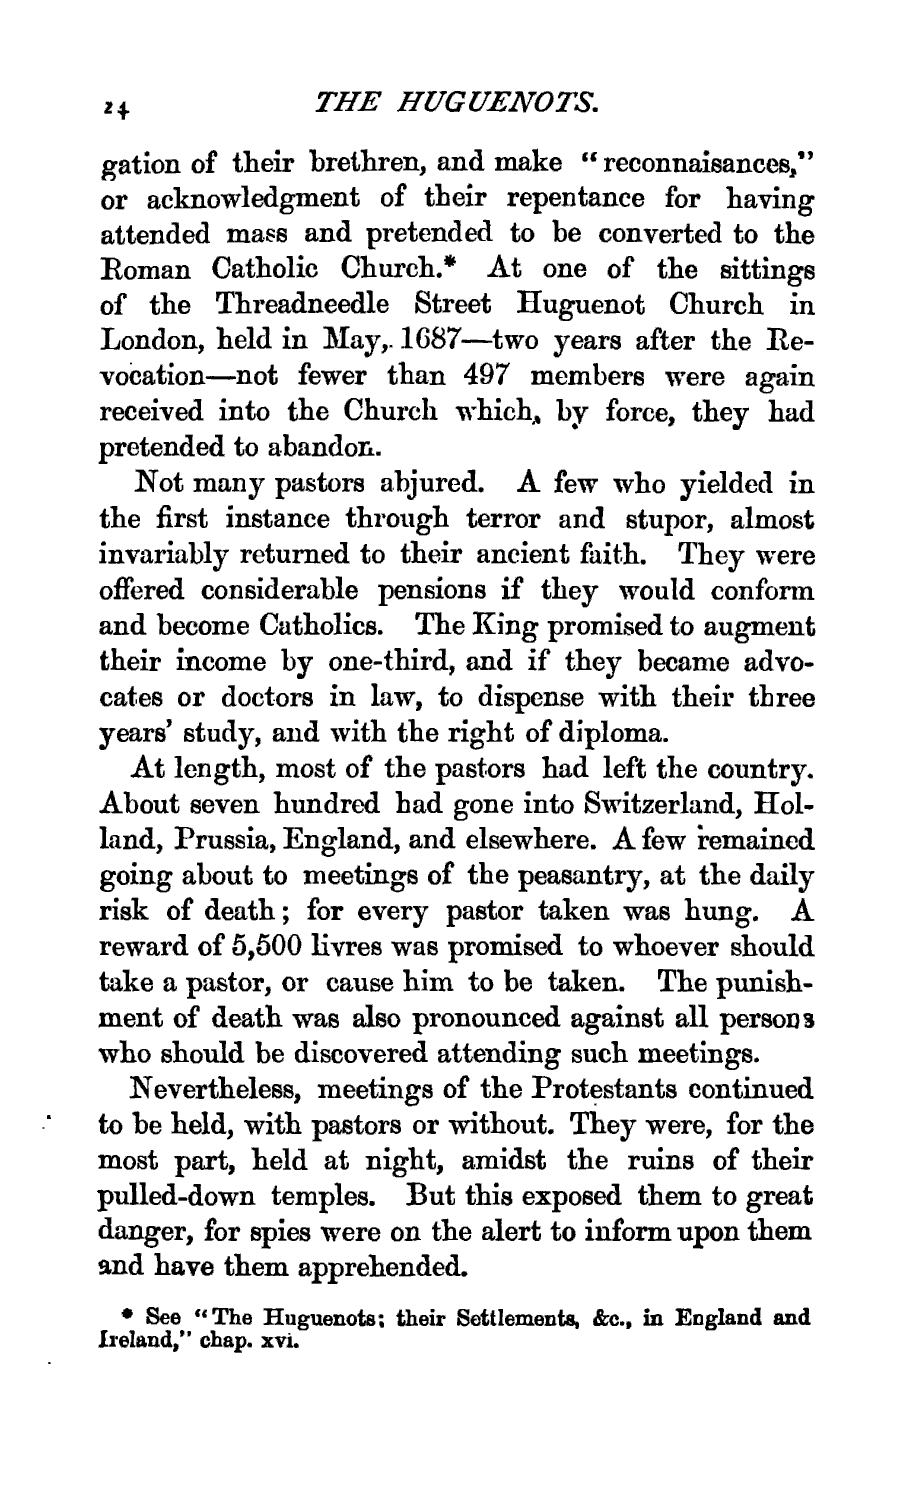 24 THE HUGUENOTS.
gation of their brethren, and make “reconnaisances,”
or acknowledgment of their repentance for having
attended mass and pretended to be converted to the
Roman Catholic Church.* At one of the sittings
of the Threadneedle Street Huguenot Church in
London, held in May, 1687—two years after the Re-
vocation—not fewer than 497 members were again
received into the Church which, by force, they had
pretended to abandon.
Not many pastors abjured. A few who yielded in
the first instance through terror and stupor, almost
invariably returned to their ancient faith. They were
offered considerable pensions if they would conform
and become Catholics. The King promised to augment
their income by one-third, and if they became advo-
cates or doctors in law, to dispense with their three
years’ study, and with the right of diploma.
At length, most of the pastors had left the country.
About seven hundred had gone into Switzerland, Hol-
land, Prussia, England, and elsewhere. A few remained
going about to meetings of the peasantry, at the daily
risk of death; for every pastor taken was hung. A
reward of 5,500 livres was promised to whoever should
take a pastor, or cause him to be taken. The punish-
ment of death was also pronounced against all persons
who should be discovered attending such meetings.
Nevertheless, meetings of the Protestants continued
to be held, with pastors or without. They were, for the
most part, held at night, amidst the ruins of their
pulled-down temples. But this exposed them to great
danger, for spies were on the alert to inform upon them
and have them apprehended.
* See “The Huguenots; their Settlements, &c., in England and
Ireland,” chap. xvi.